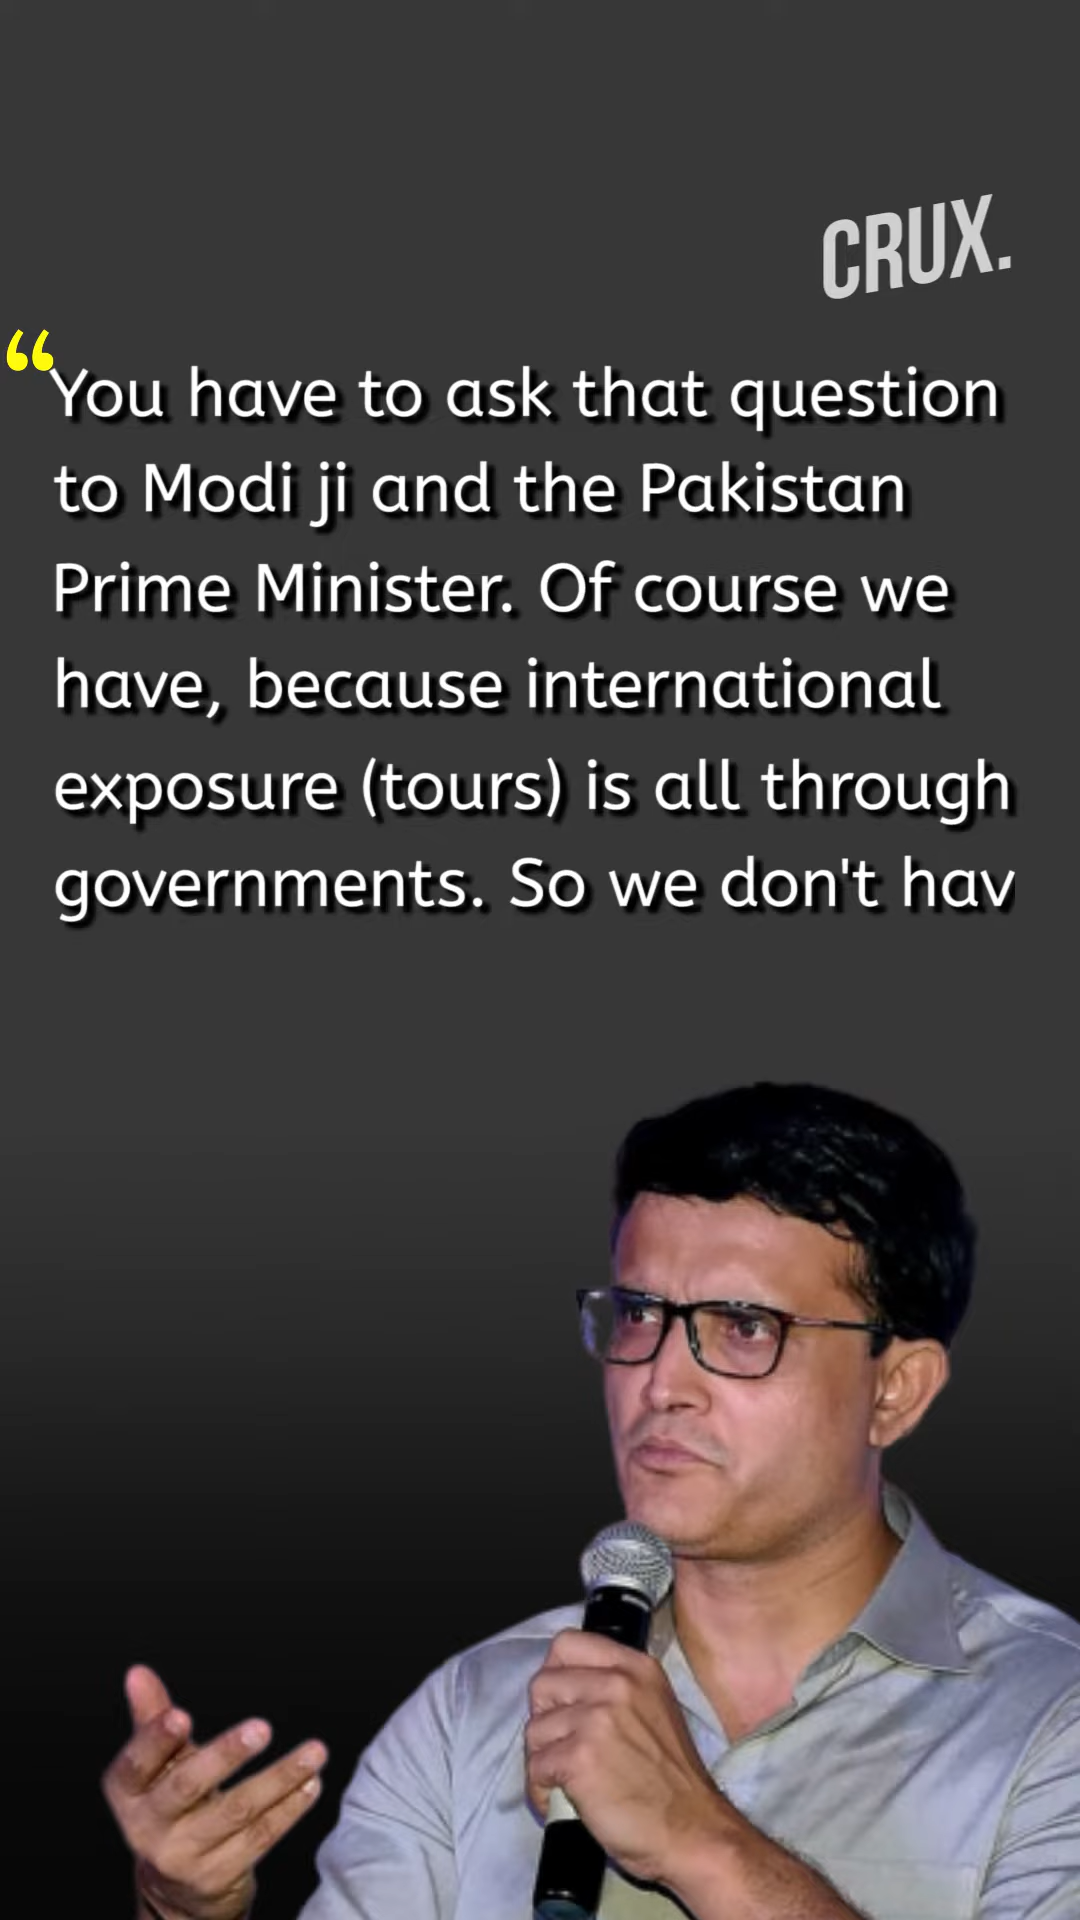 CRUX.
“You have to ask that question
to Modi ji and the Pakistan
Prime Minister. Of course we
have, because international
exposure (tours) is all through
governments. So we don't hav